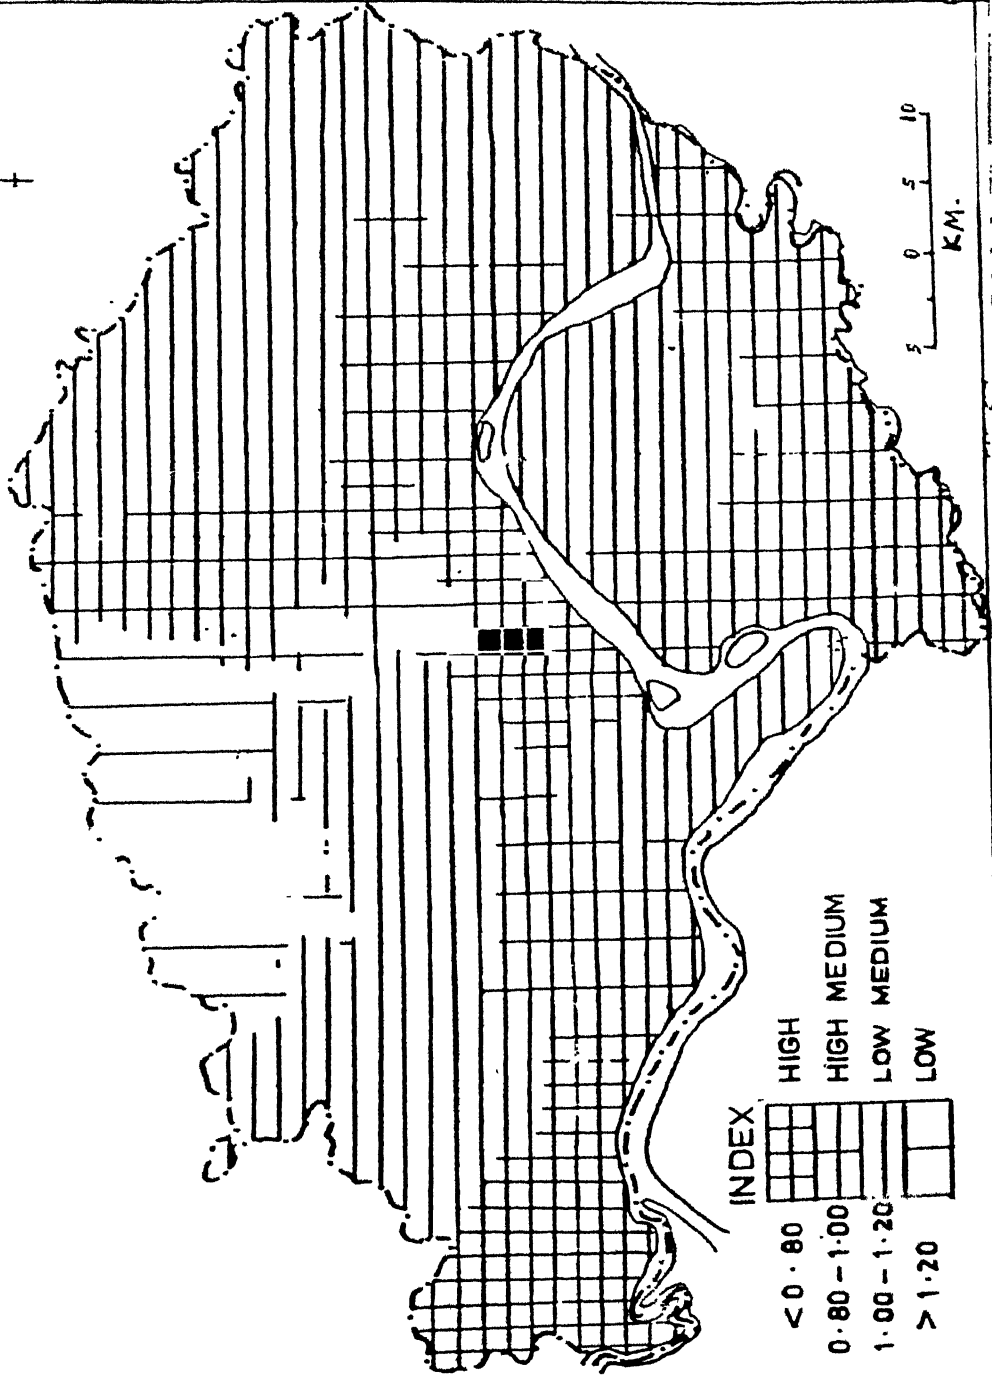 INDEX
< 0·80 HIGH
0·80 – 1·00 HIGH MEDIUM
1·00 – 1·20 LOW MEDIUM
> 1·20 LOW
5 0 5 10
KM.